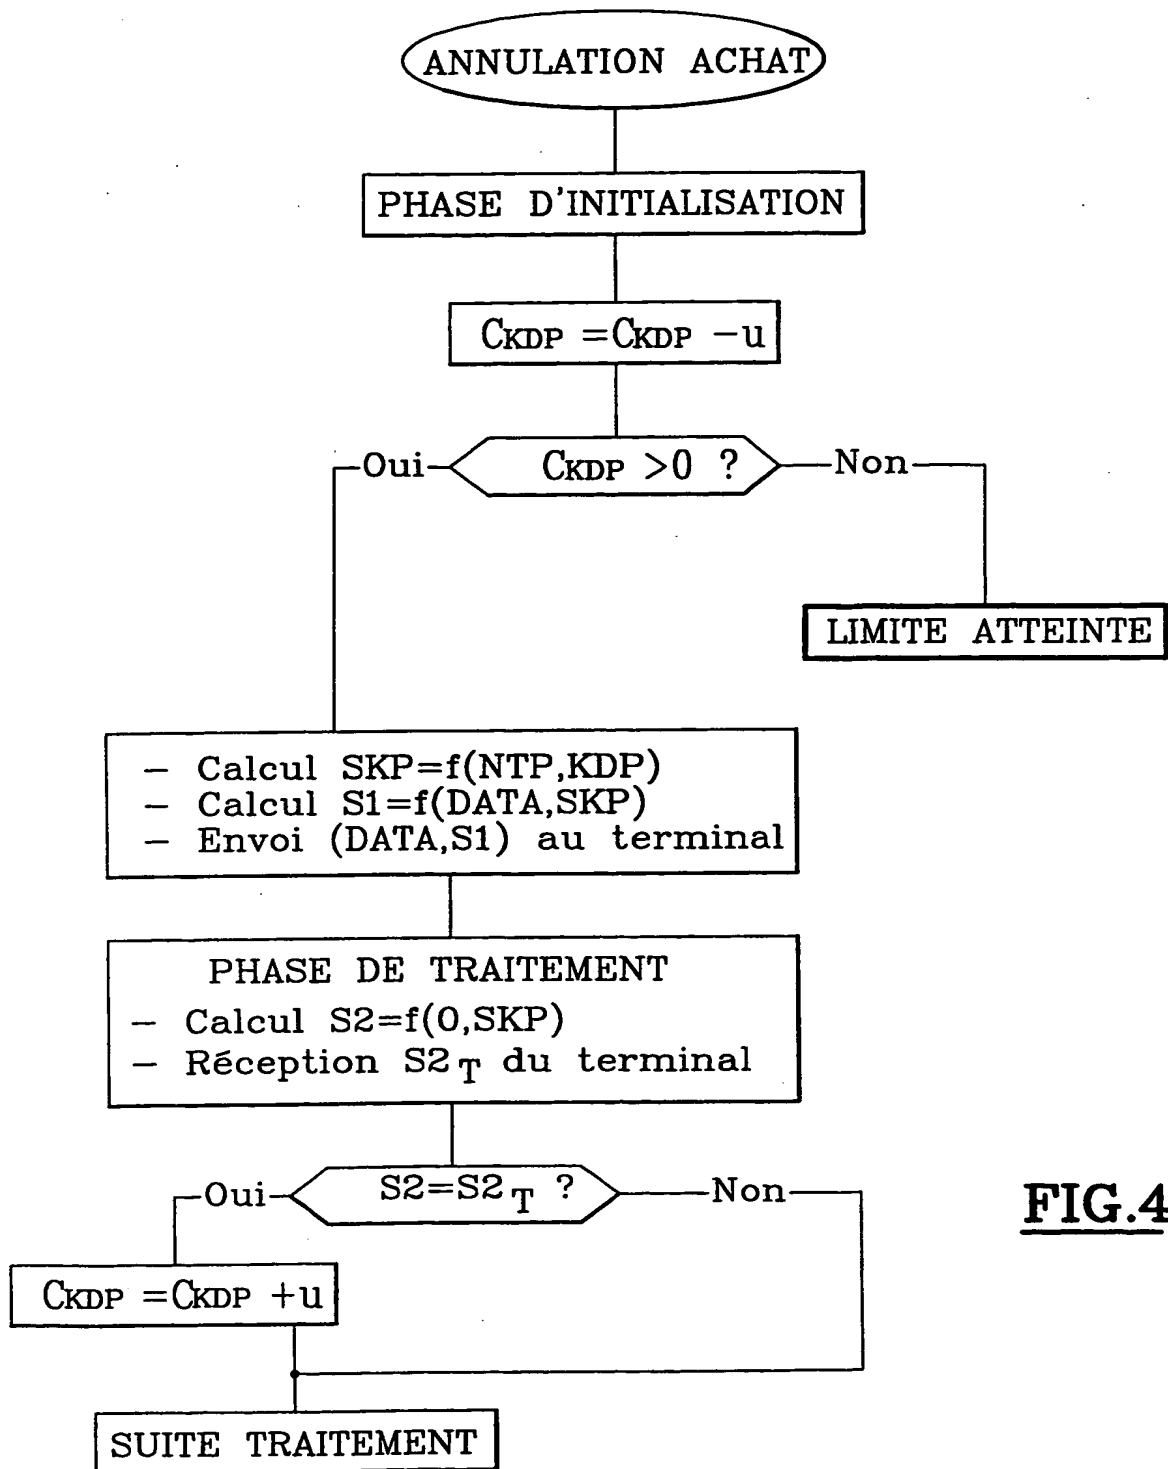 ANNULATION ACHAT
PHASE D'INITIALISATION
CKDP =CKDP -u
Oui
CKDP >0 ?
Non
LIMITE ATTEINTE
- Calcul SKP=f(NTP,KDP)
- Calcul S1=f(DATA,SKP)
- Envoi (DATA,S1) au terminal
PHASE DE TRAITEMENT
- Calcul S2=f(0,SKP)
- Réception S2T du terminal
Oui
S2=S2T ?
Non
FIG.4
CKDP =CKDP +u
SUITE TRAITEMENT